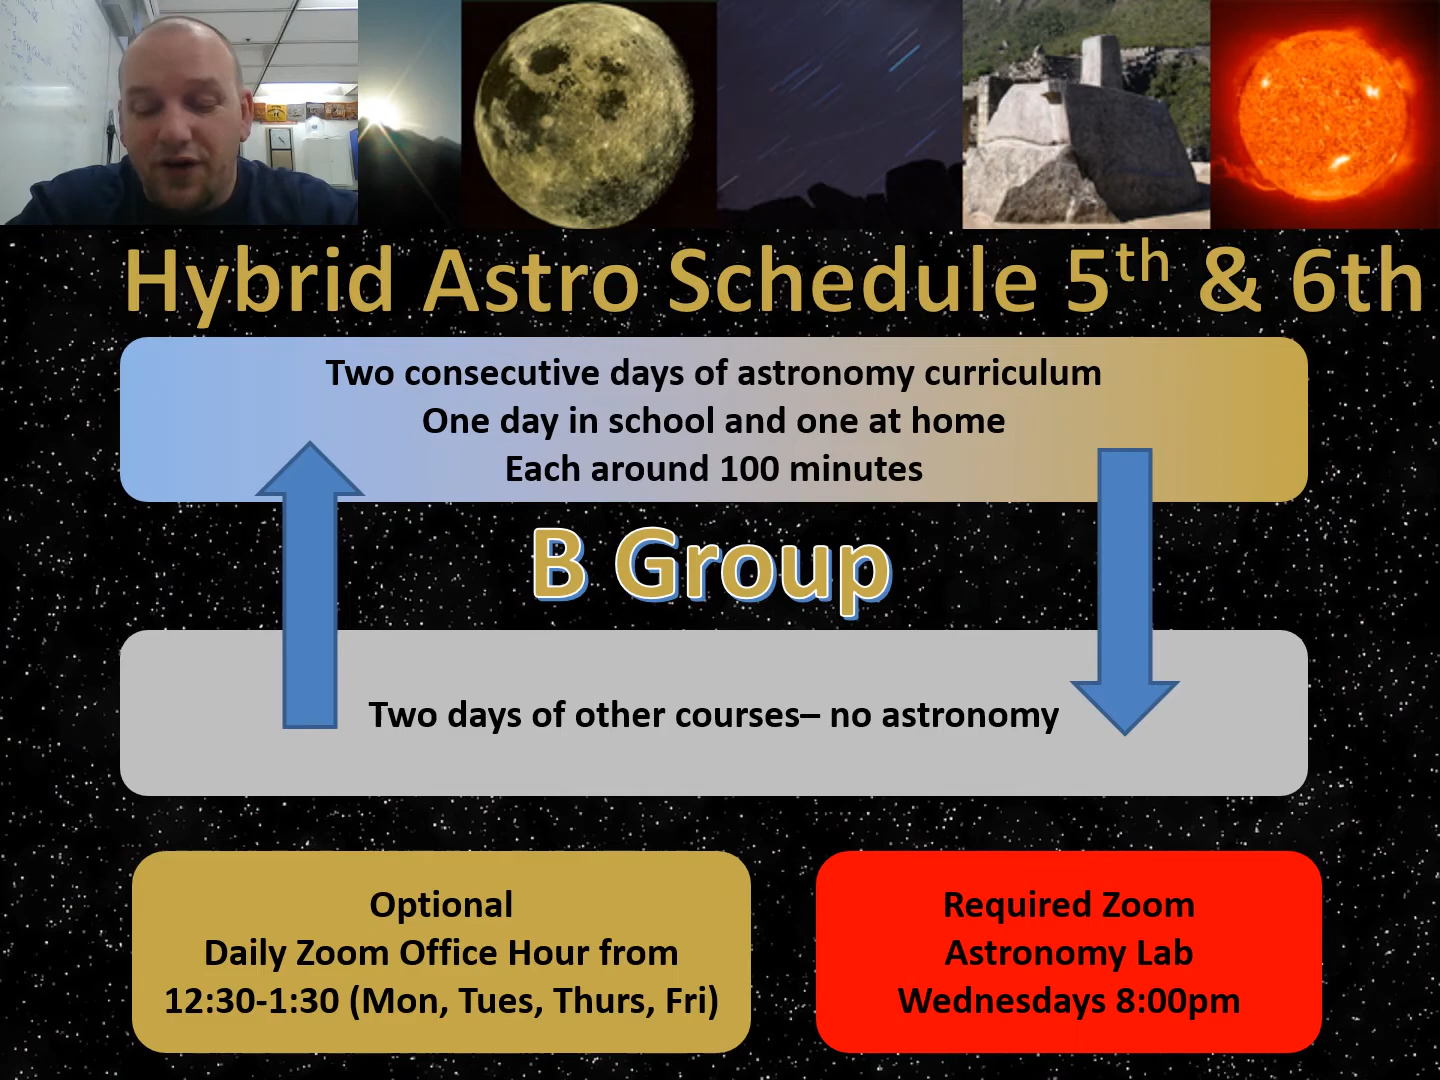 Hybrid Astro Schedule 5th & 6th
Two consecutive days of astronomy curriculum
One day in school and one at home
Each around 100 minutes
B Group
Two days of other courses– no astronomy
Optional
Daily Zoom Office Hour from
12:30-1:30 (Mon, Tues, Thurs, Fri)
Required Zoom
Astronomy Lab
Wednesdays 8:00pm